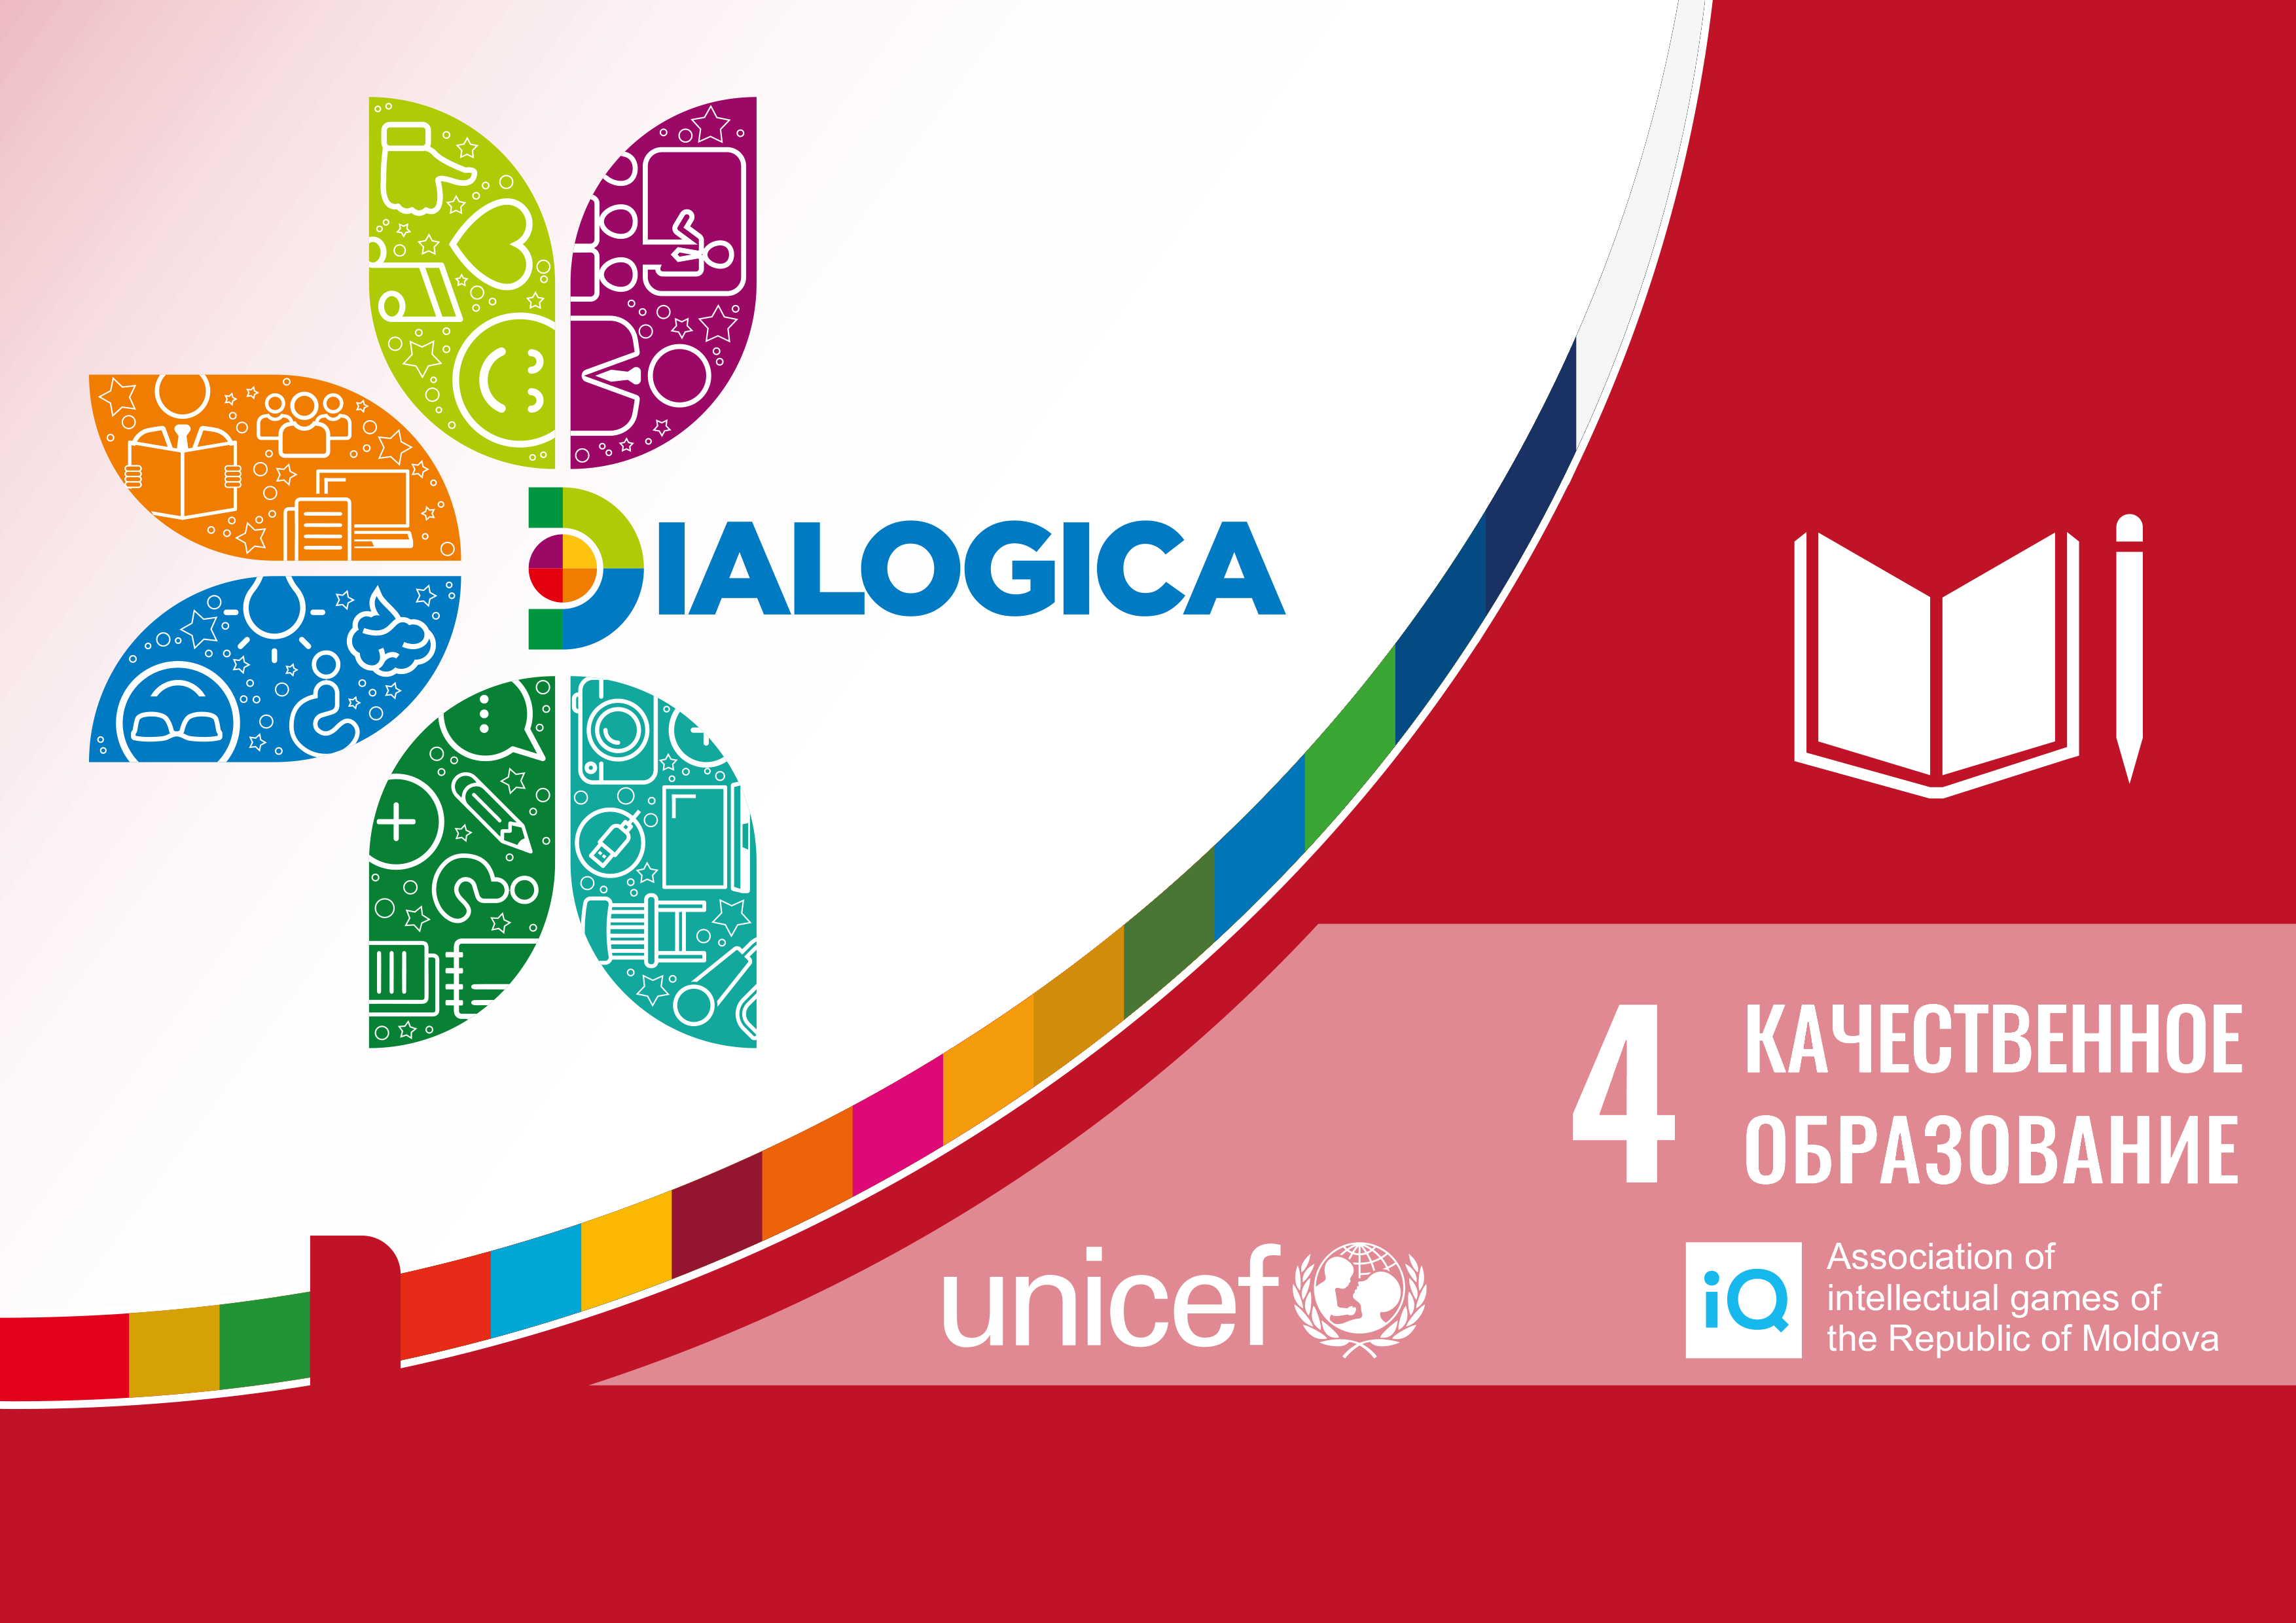 DIALOGICA
4
КАЧЕСТВЕННОЕ
ОБРАЗОВАНИЕ
unicef
iQ
Association of
intellectual games of
the Republic of Moldova